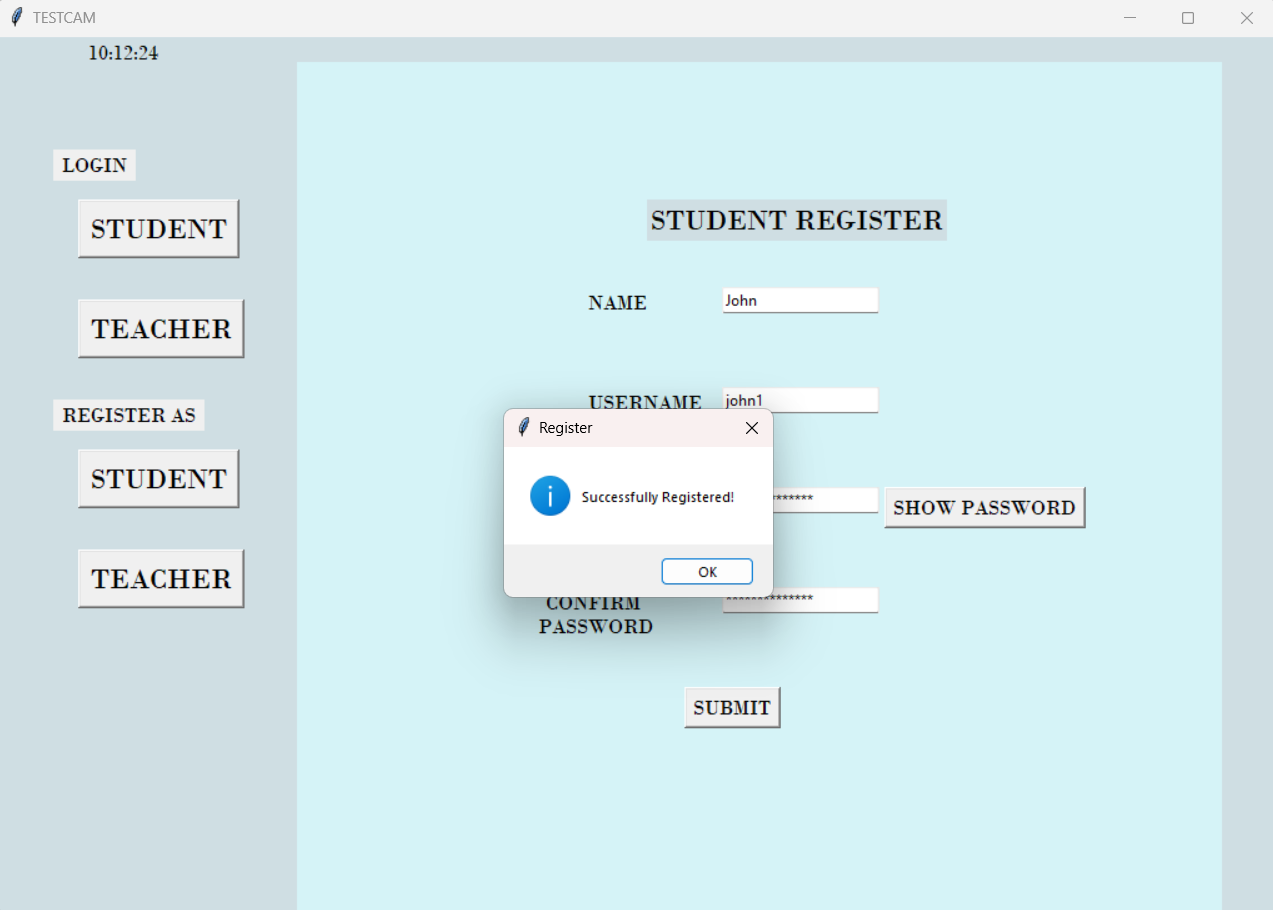 TESTCAM
10:12:24
LOGIN
STUDENT
TEACHER
REGISTER AS
STUDENT
TEACHER
STUDENT REGISTER
NAME
John
USERNAME
john1
Register
Successfully Registered!
OK
SHOW PASSWORD
CONFIRM
PASSWORD
**************
SUBMIT